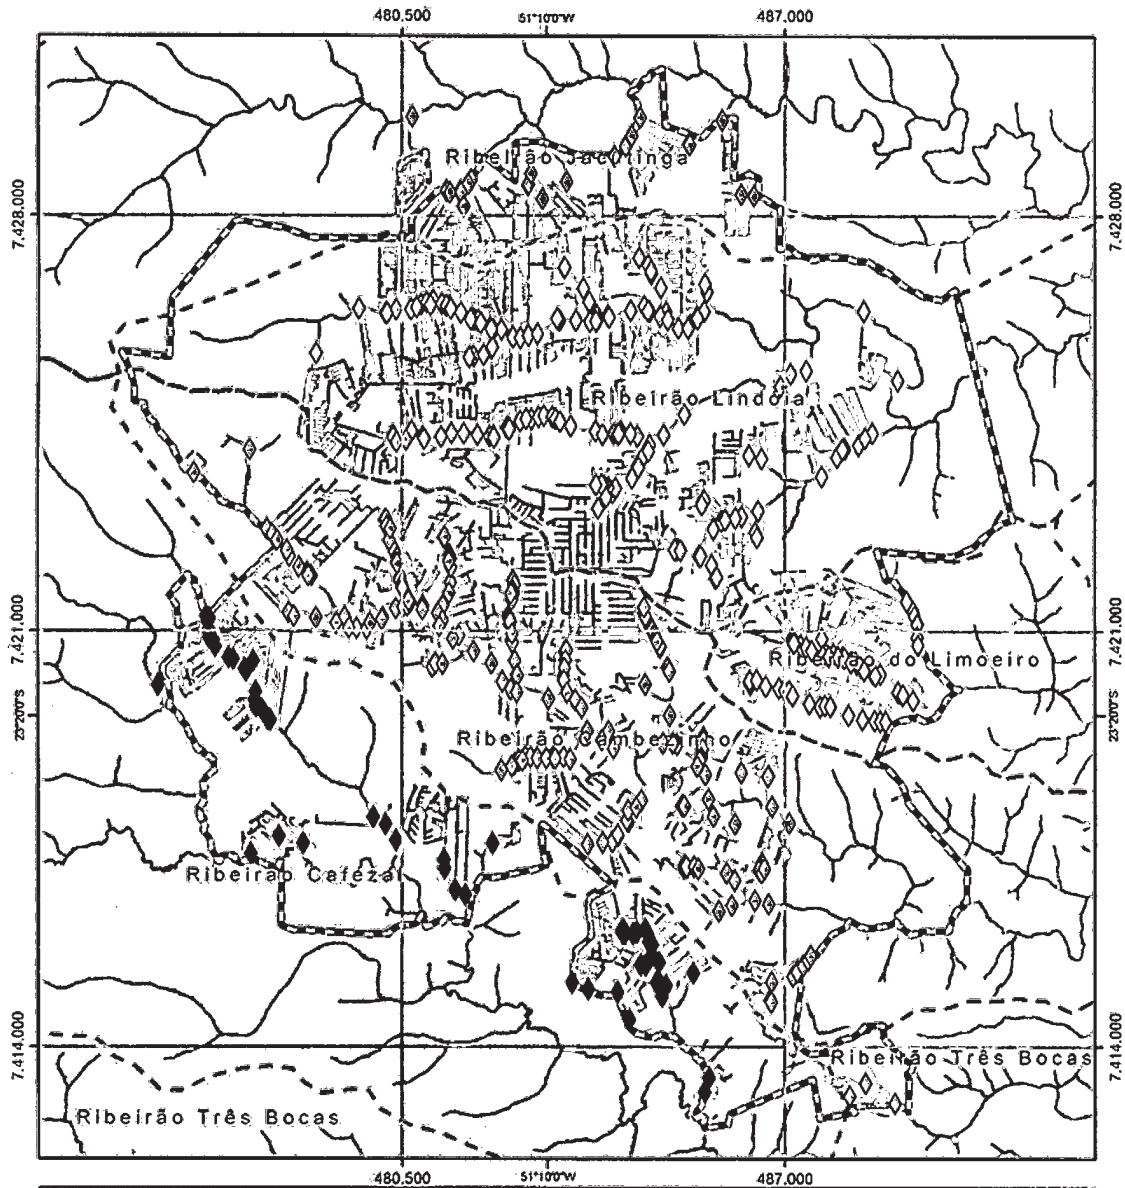 480.500 51°10'0"W 487.000
Ribeirão Jacutinga
7.428.000 7.428.000
Ribeirão Lindóia
7.421.000 7.421.000
Ribeirão do Limoeiro
23°20'0"S 23°20'0"S
Ribeirão Cambezinho
Ribeirão Cafezal
7.414.000 7.414.000
Ribeirão Três Bocas
Ribeirão Três Bocas
480.500 51°10'0"W 487.000